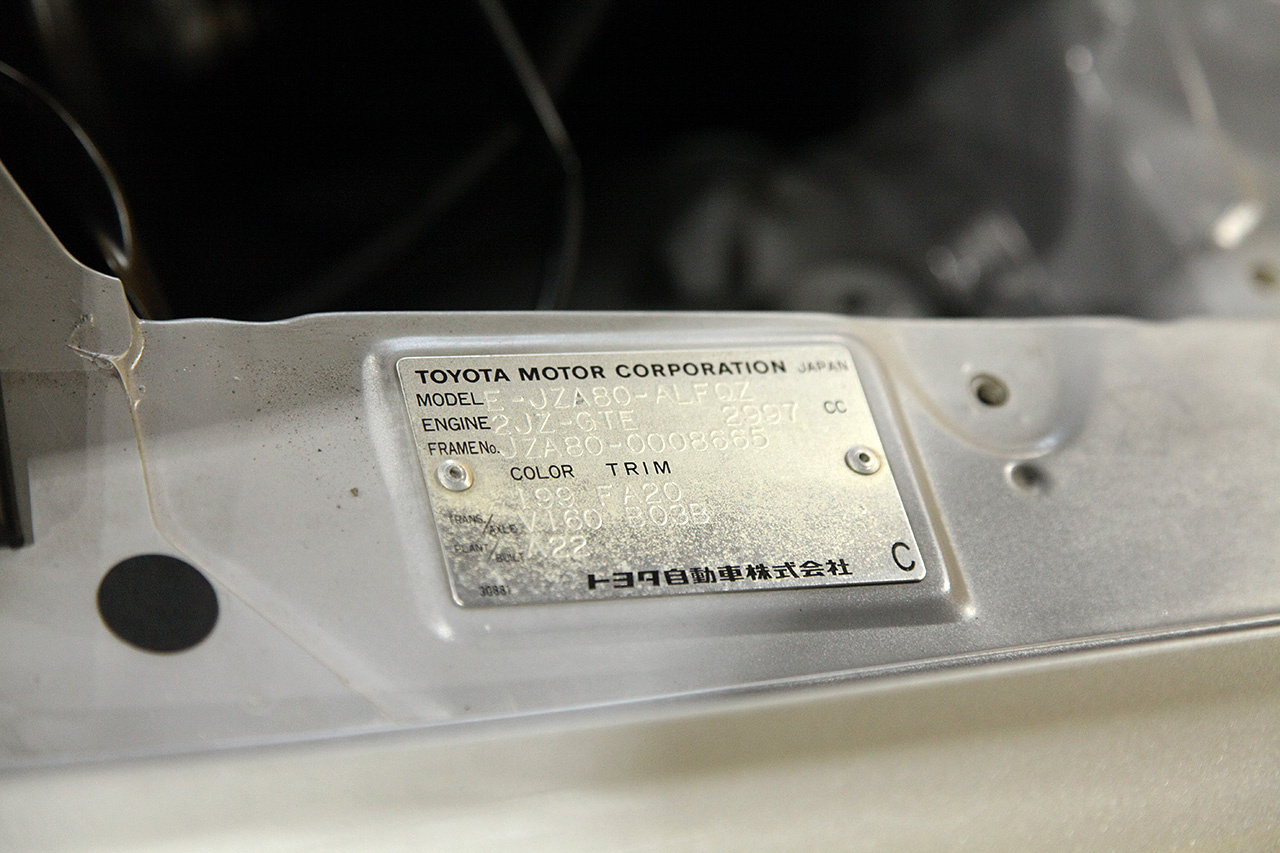 TOYOTA MOTOR CORPORATION JAPAN
MODEL E-JZA80-ALFQZ
ENGINE 2JZ-GTE 2997 CC
FRAME No. JZA80-0008665
COLOR TRIM
199 FA20
TRANS/AXLE V160 B03B
PLANT/BUILT A22
トヨタ自動車株式会社 C